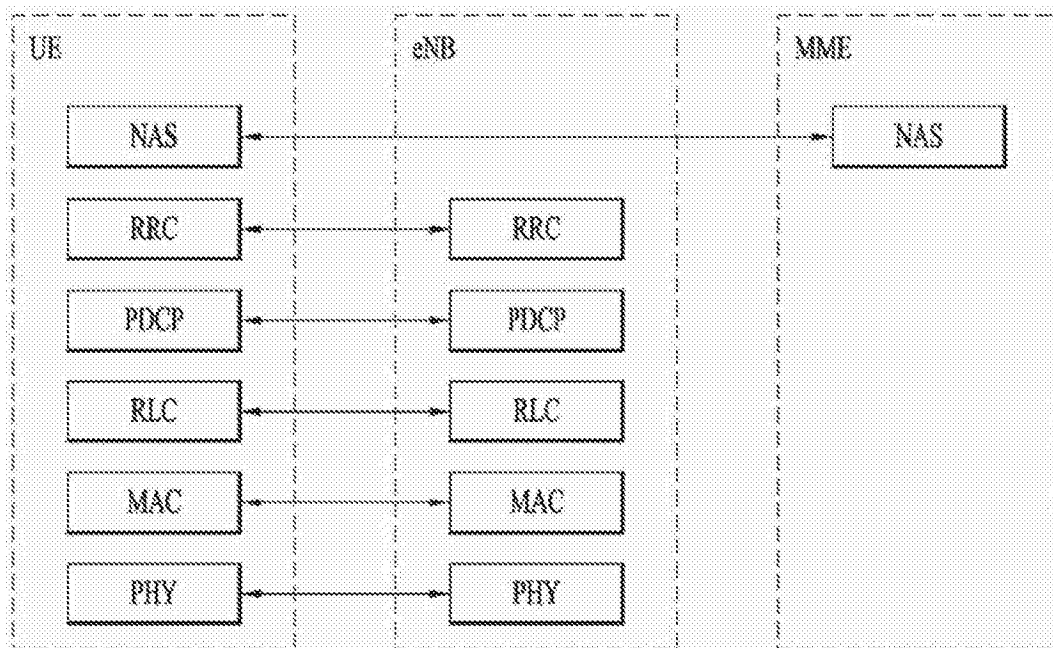 UE
eNB
MME
NAS
NAS
RRC
RRC
PDCP
PDCP
RLC
RLC
MAC
MAC
PHY
PHY